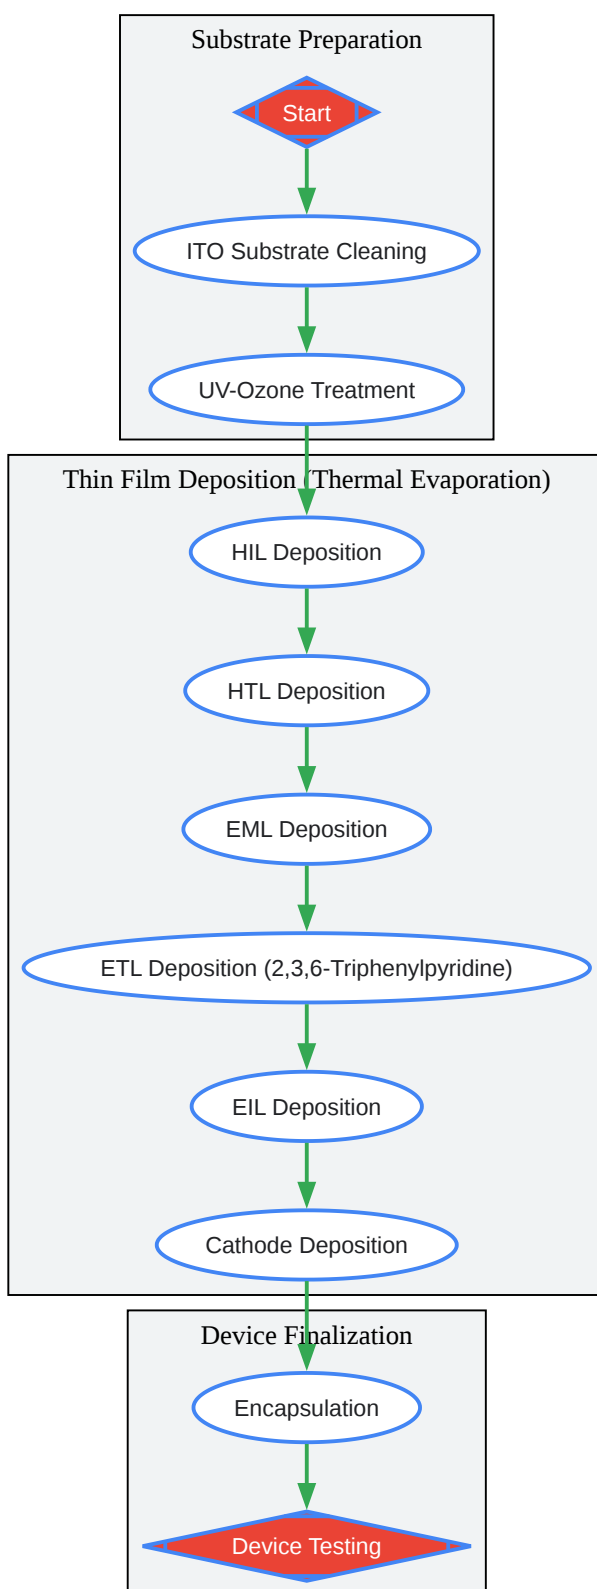 Substrate Preparation
Start
ITO Substrate Cleaning
UV-Ozone Treatment
Thin Film Deposition (Thermal Evaporation)
HIL Deposition
HTL Deposition
EML Deposition
ETL Deposition (2,3,6-Triphenylpyridine)
EIL Deposition
Cathode Deposition
Device Finalization
Encapsulation
Device Testing